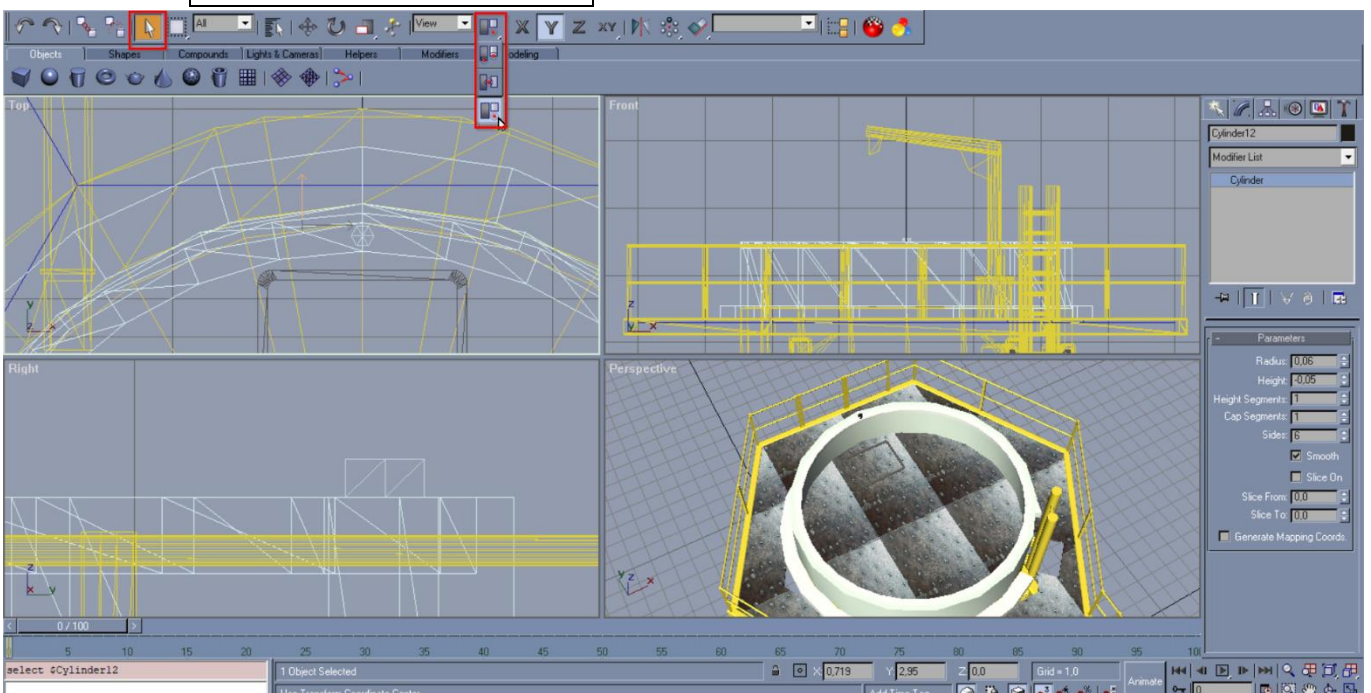 All
View
X Y Z XY
Objects Shapes Compounds Lights & Cameras Helpers Modifiers
Top
Front
Right
Perspective
Cylinder12
Modifier List
Cylinder
- Parameters
Radius: 0,06
Height: -0,05
Height Segments: 1
Cap Segments: 1
Sides: 6
Smooth
Slice On
Slice From: 0,0
Slice To: 0,0
Generate Mapping Coords.
y
z x
z
y x
z
x y
y z x
< 0 / 100 >
5 10 15 20 25 30 35 40 45 50 55 60 65 70 75 80 85 90 95 100
select $Cylinder12
1 Object Selected
X: 0,719 Y: 2,95 Z: 0,0
Grid = 1,0
Animate
0